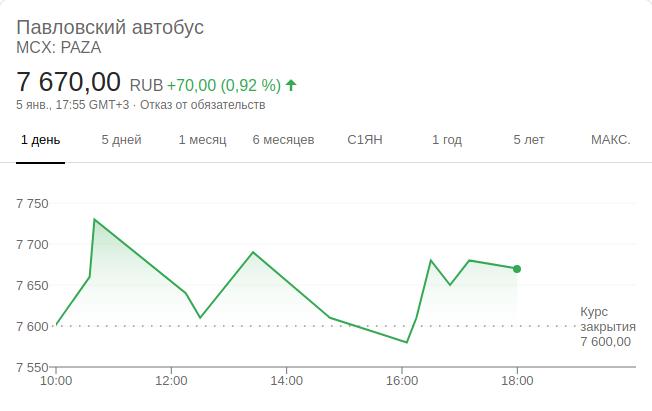 Павловский автобус
MCX: PAZA
7 670,00 RUB +70,00 (0,92 %)
5 янв., 17:55 GMT+3 · Отказ от обязательств
1 день 5 дней 1 месяц 6 месяцев С1ЯН 1 год 5 лет МАКС.
7 750
7 700
7 650
7 600
7 550
Курс
закрытия
7 600,00
10:00 12:00 14:00 16:00 18:00